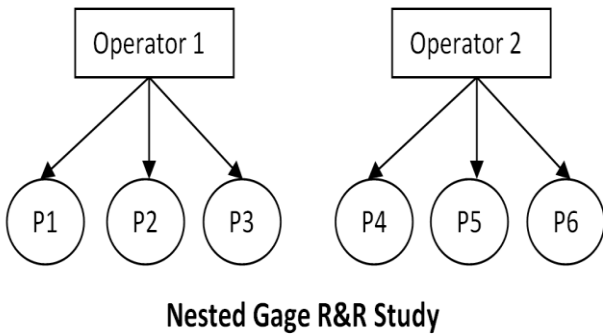 Operator 1
Operator 2
P1
P2
P3
P4
P5
P6
Nested Gage R&R Study